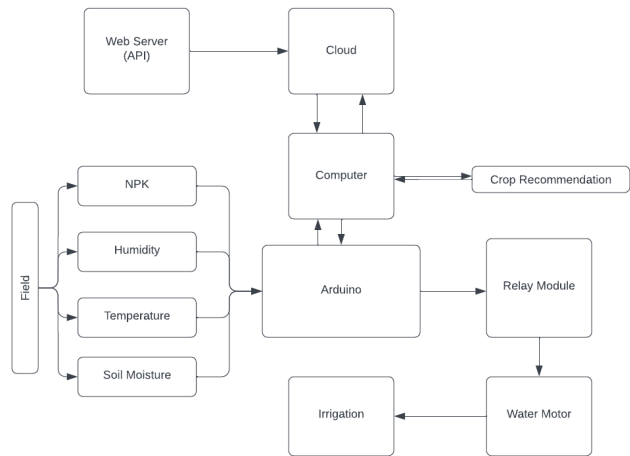 Web Server
(API)
Cloud
Computer
Crop Recommendation
NPK
Humidity
Temperature
Soil Moisture
Field
Arduino
Relay Module
Irrigation
Water Motor